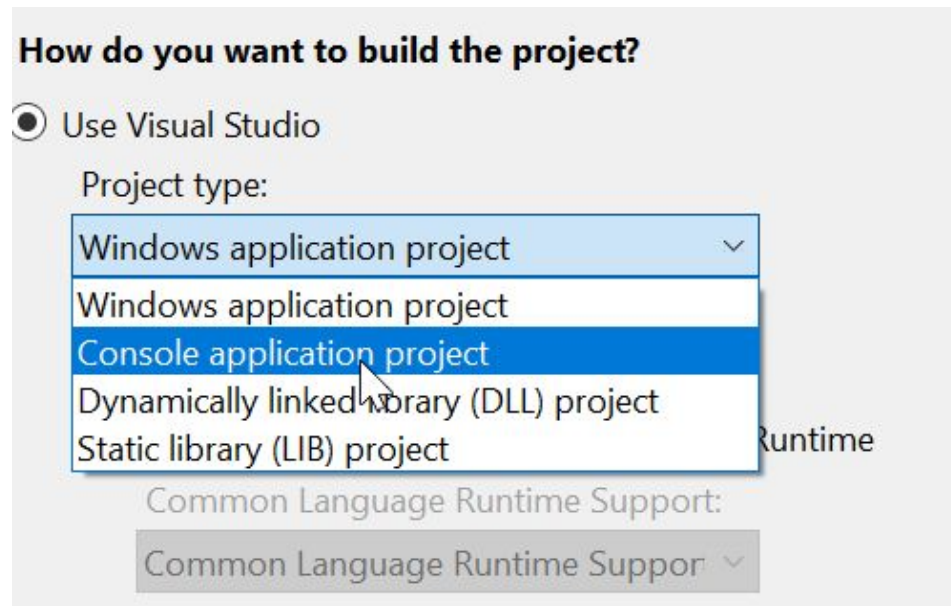 How do you want to build the project?
Use Visual Studio
Project type:
Windows application project
Windows application project
Console application project
Dynamically linked library (DLL) project
Static library (LIB) project
Runtime
Common Language Runtime Support:
Common Language Runtime Suppor